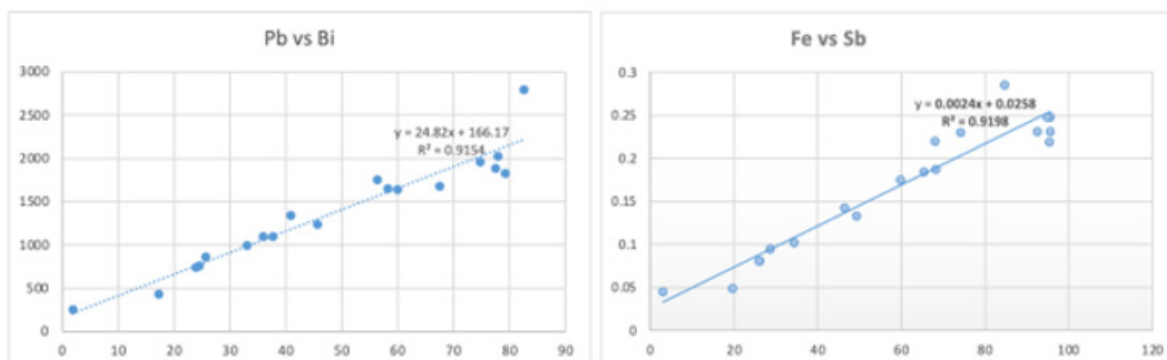 Pb vs Bi
3000
2500
2000
1500
1000
500
0
y = 24.82x + 166.17
R² = 0.9154
0 10 20 30 40 50 60 70 80 90
Fe vs Sb
0.3
0.25
0.2
0.15
0.1
0.05
0
y = 0.0024x + 0.0258
R² = 0.9198
0 20 40 60 80 100 120